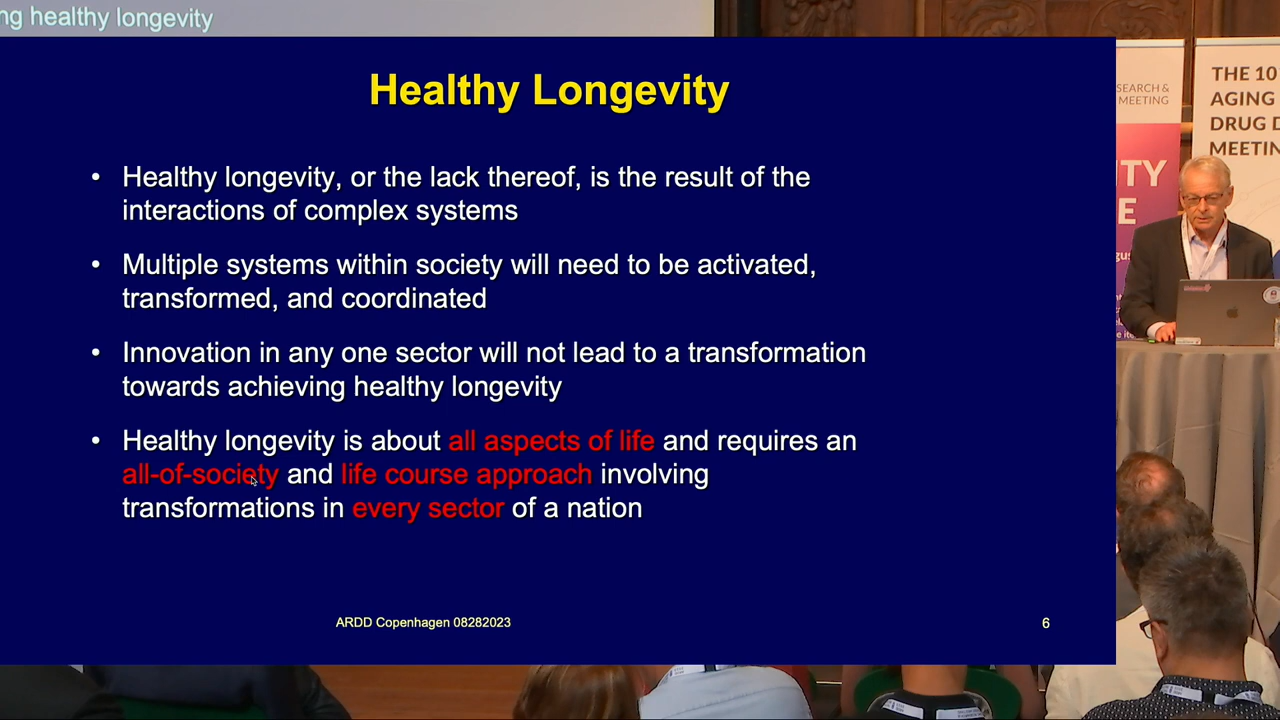 ng healthy longevity
Healthy Longevity
• Healthy longevity, or the lack thereof, is the result of the
interactions of complex systems
• Multiple systems within society will need to be activated,
transformed, and coordinated
• Innovation in any one sector will not lead to a transformation
towards achieving healthy longevity
• Healthy longevity is about all aspects of life and requires an
all-of-society and life course approach involving
transformations in every sector of a nation
ARDD Copenhagen 08282023
6
SEARCH &
MEETING
ITY
E
THE 10
AGING
DRUG D
MEETIN